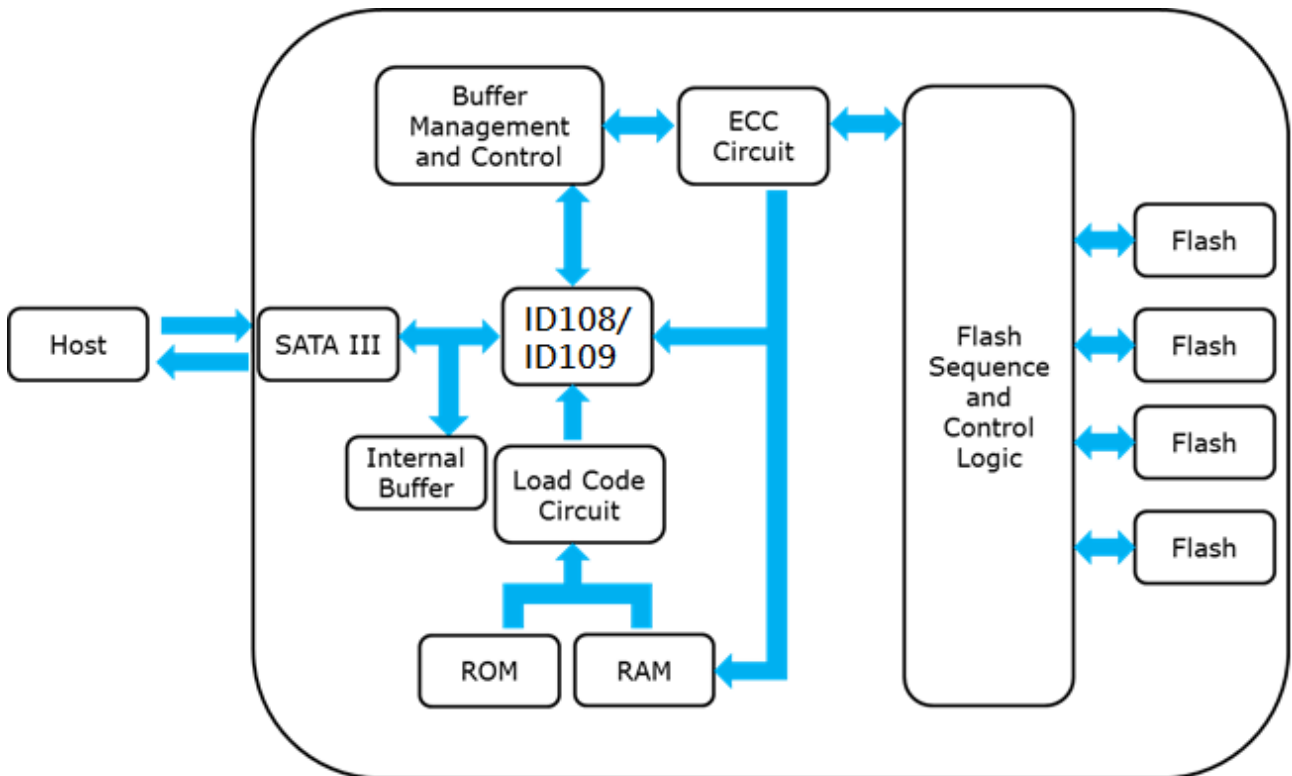 Buffer
Management
and Control
ECC
Circuit
Flash
Host
SATA III
ID108/
ID109
Flash
Sequence
and
Control
Logic
Flash
Internal
Buffer
Load Code
Circuit
Flash
Flash
ROM
RAM